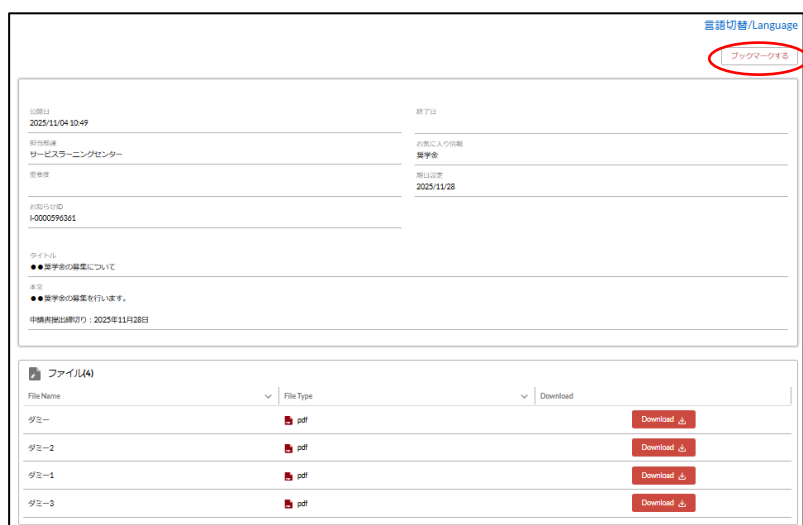 言語切替/Language
ブックマークする
公開日
2025/11/04 10:49
終了日
担当部課
サービスラーニングセンター
お気に入り情報
奨学金
重要度
期日設定
2025/11/28
お知らせID
I-0000596361
タイトル
●●奨学金の募集について
本文
●●奨学金の募集を行います。
申請書提出締切り：2025年11月28日
ファイル(4)
File Name
File Type
Download
ダミー
pdf
Download
ダミー2
pdf
Download
ダミー1
pdf
Download
ダミー3
pdf
Download